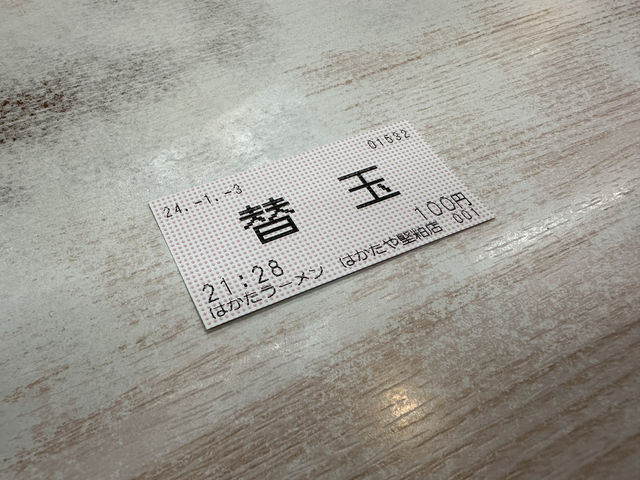 24.-1.-3 01532
替 玉
21:28 100円
はかたラーメン はかたや堅粕店 001